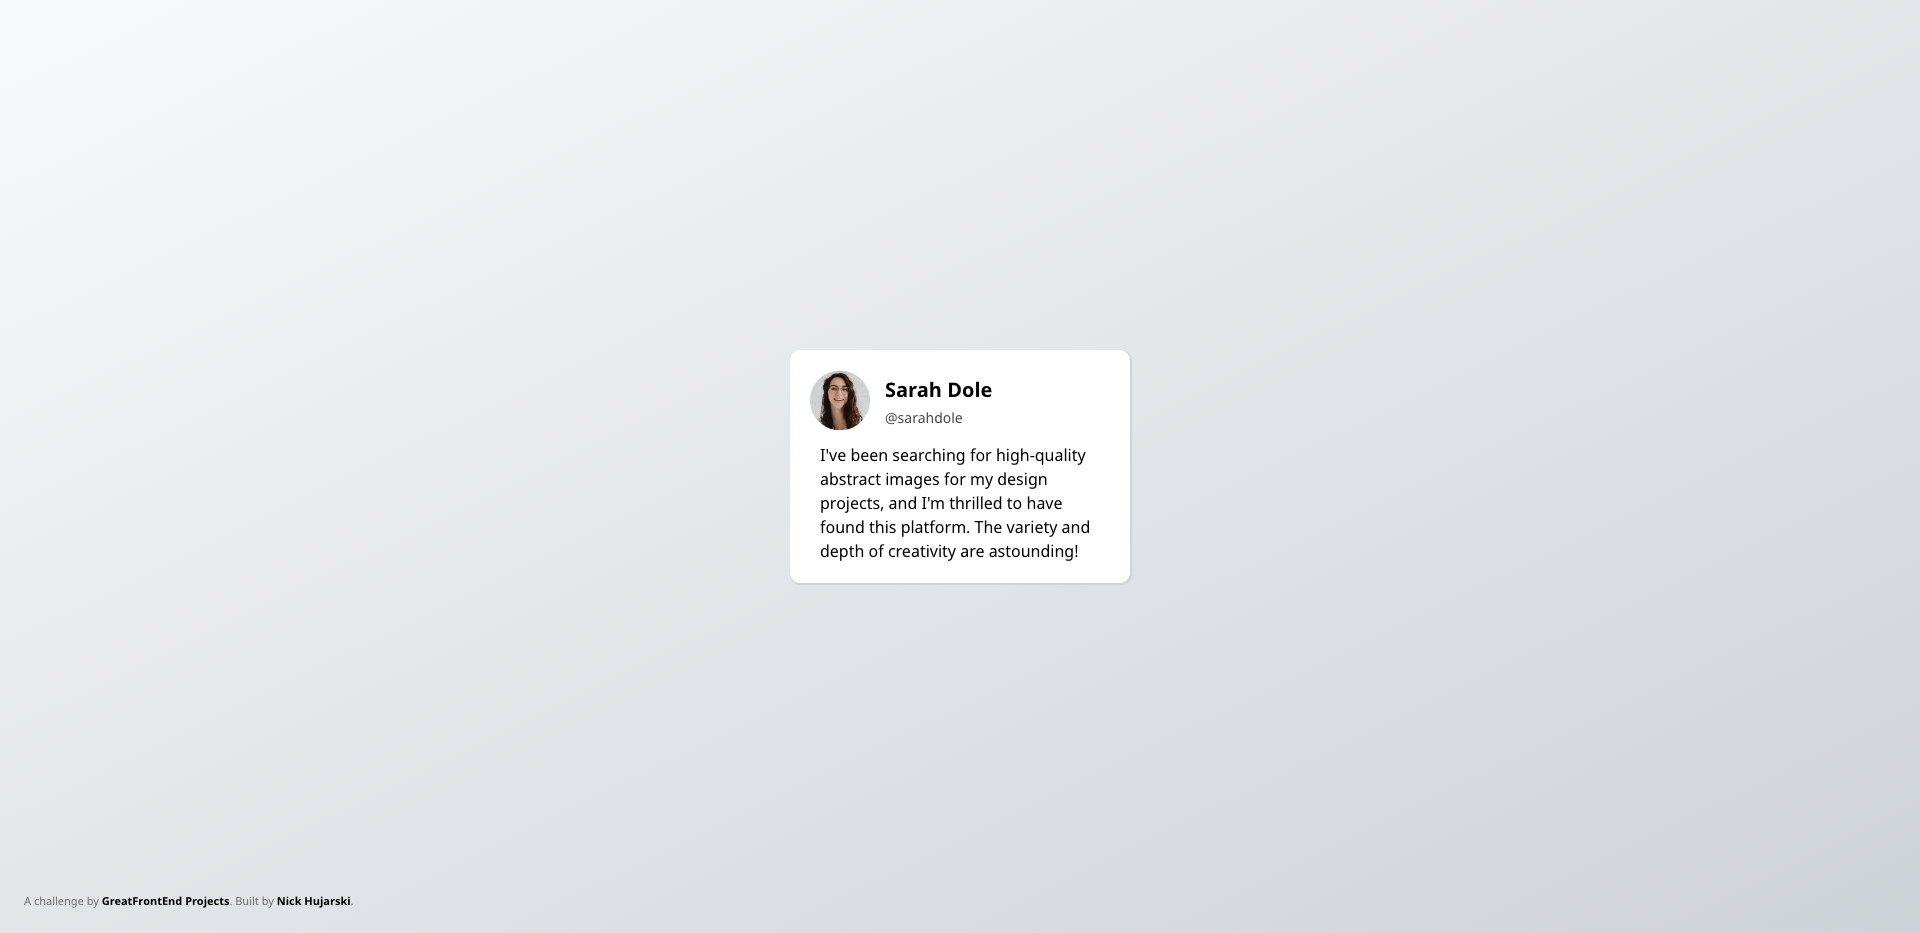 Sarah Dole
@sarahdole
I've been searching for high-quality
abstract images for my design
projects, and I'm thrilled to have
found this platform. The variety and
depth of creativity are astounding!
A challenge by GreatFrontEnd Projects. Built by Nick Hujarski.